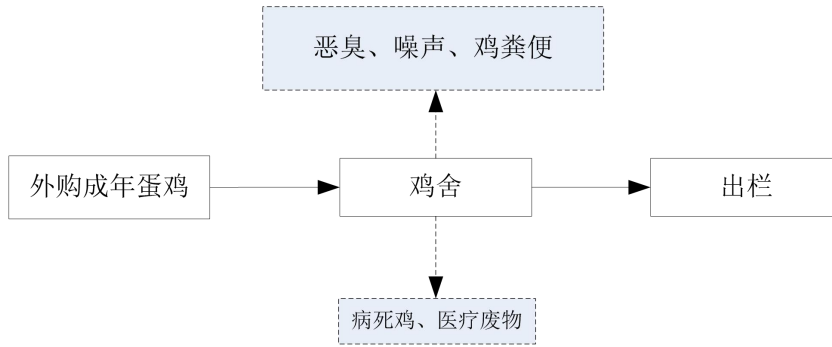 恶臭、噪声、鸡粪便
外购成年蛋鸡
鸡舍
出栏
病死鸡、医疗废物